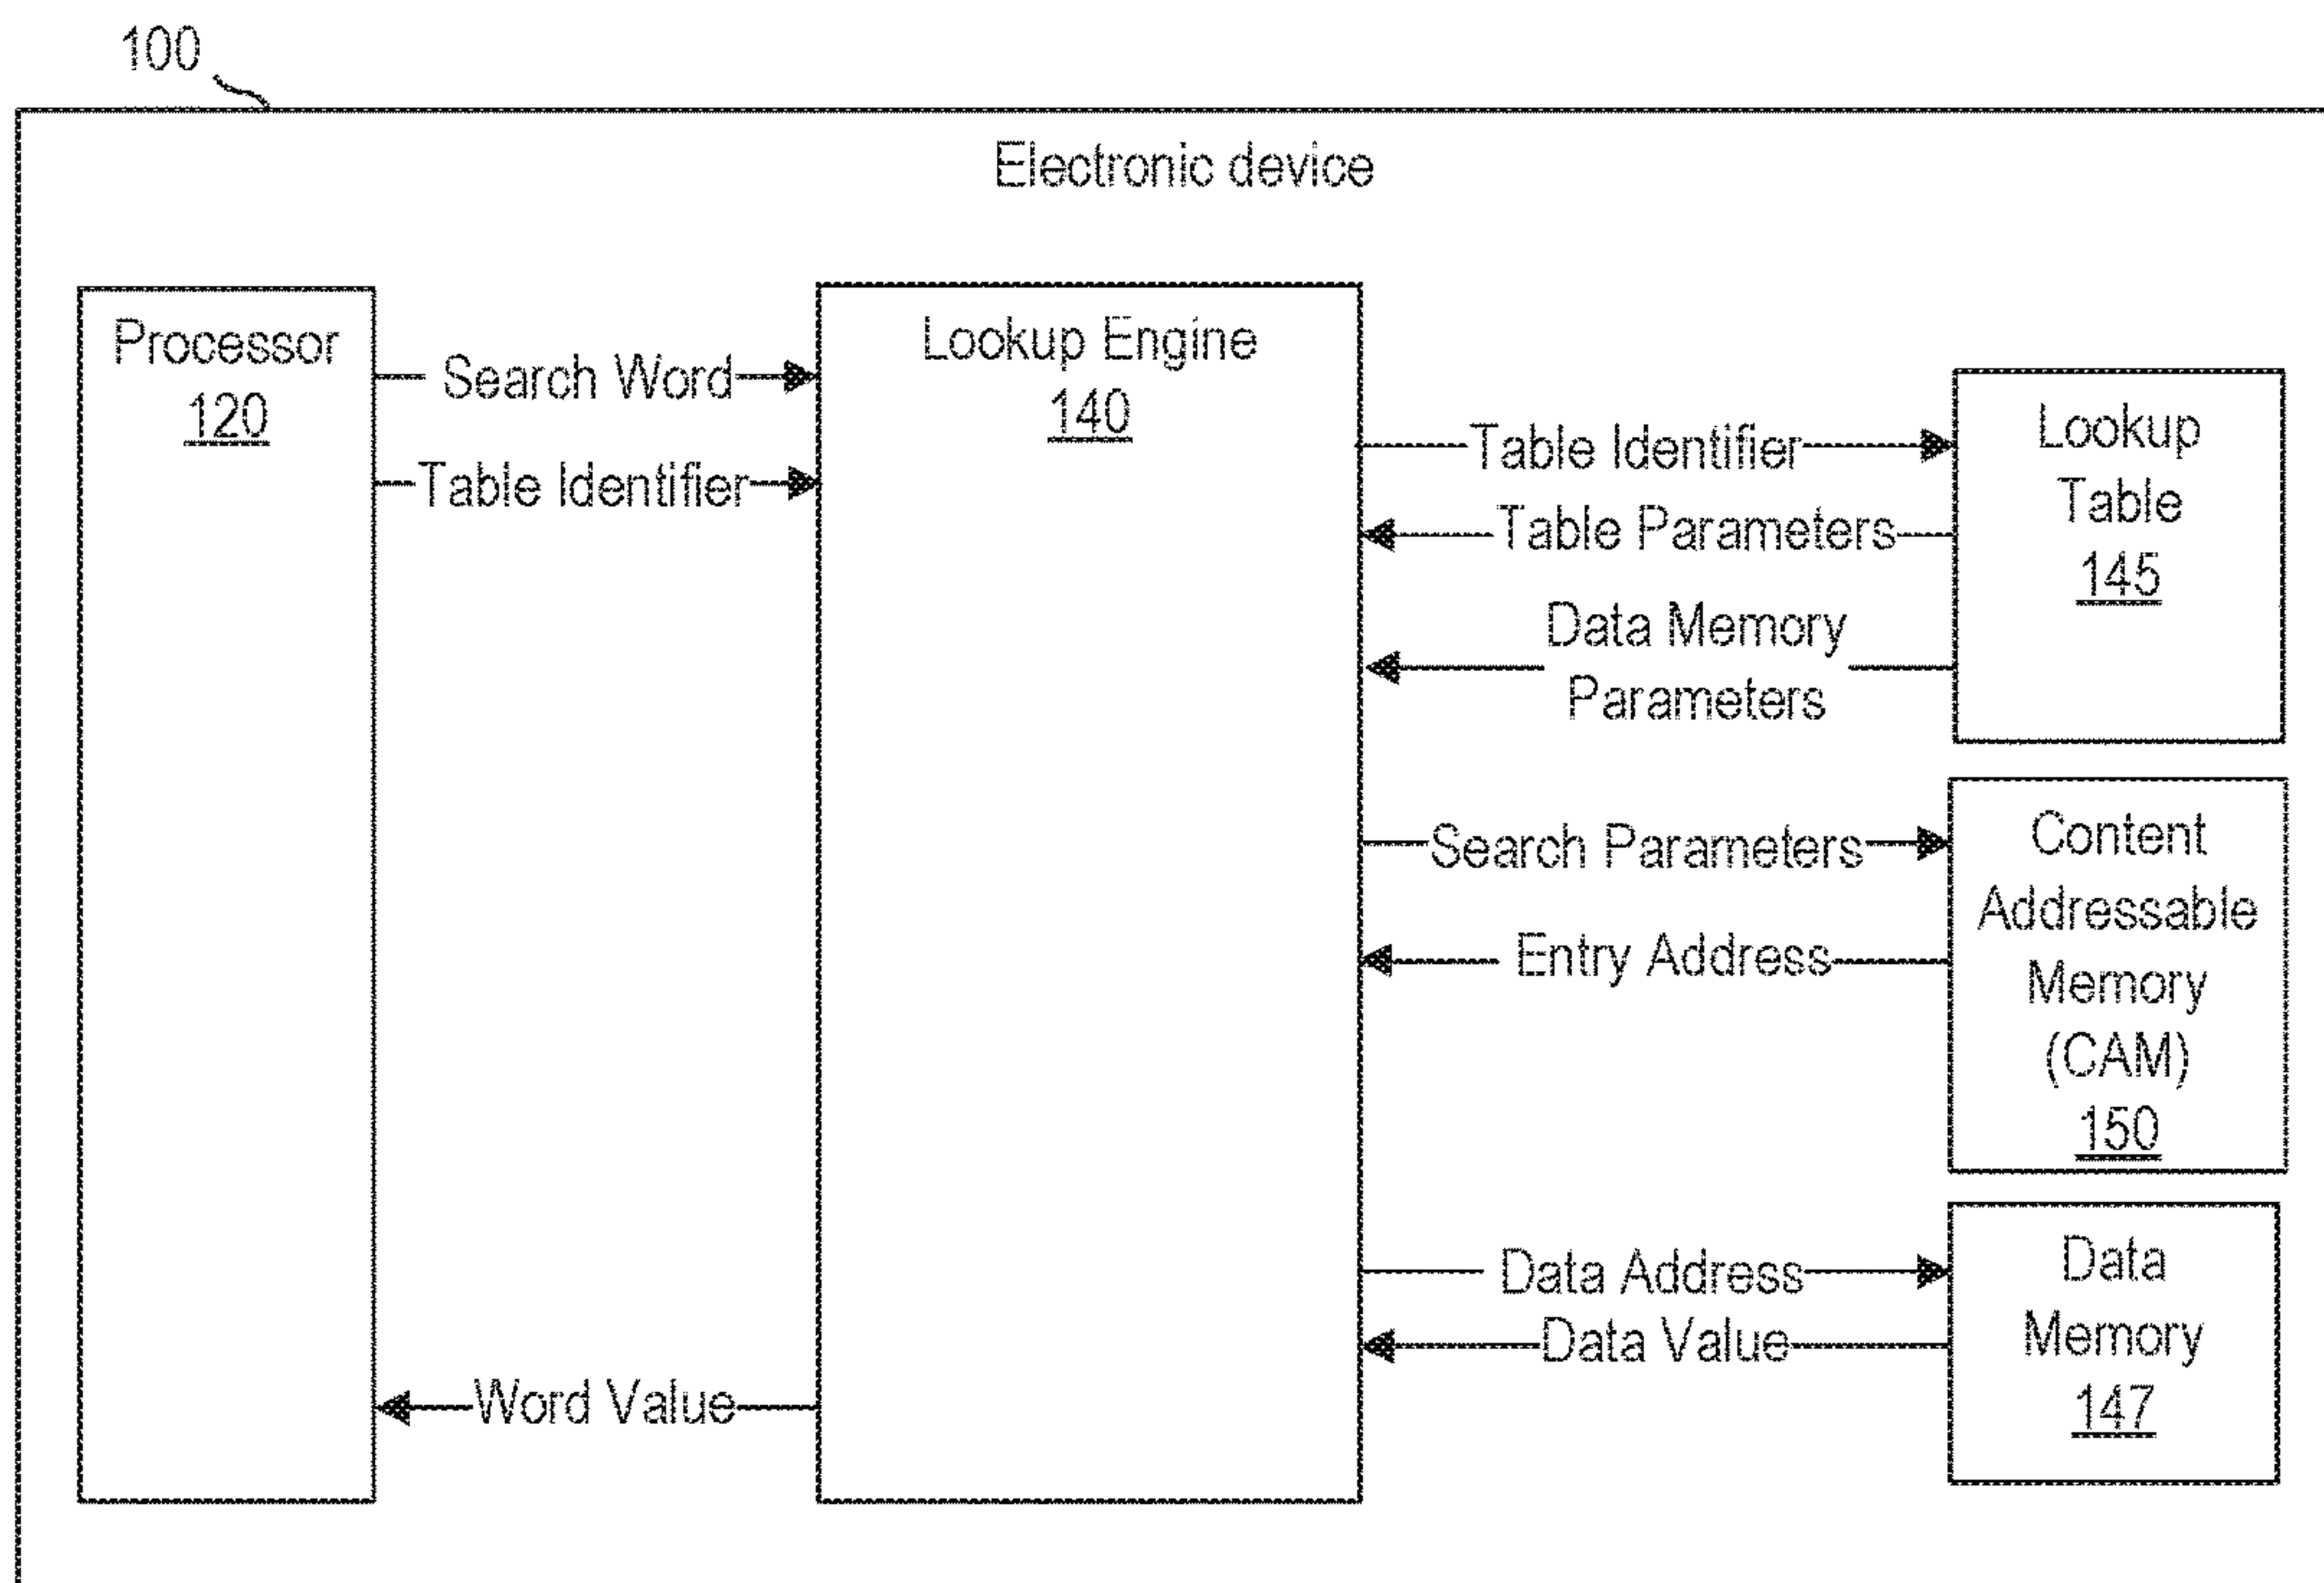 100
Electronic device
Processor
120
Search Word
Table Identifier
Word Value
Lookup Engine
140
Table Identifier
Table Parameters
Data Memory
Parameters
Search Parameters
Entry Address
Data Address
Data Value
Lookup
Table
145
Content
Addressable
Memory
(CAM)
150
Data
Memory
147